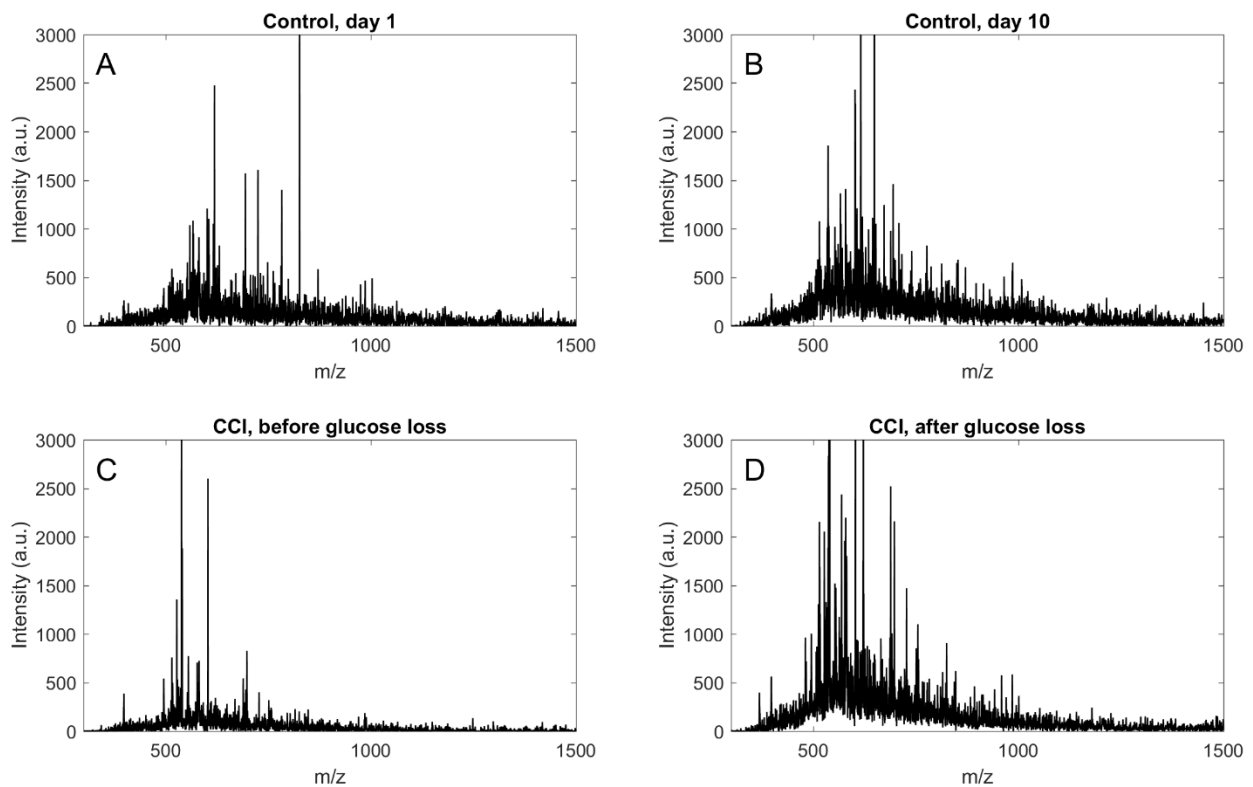 Control, day 1
A
3000
2500
2000
1500
1000
500
0
Intensity (a.u.)
500 1000 1500
m/z
Control, day 10
B
3000
2500
2000
1500
1000
500
0
Intensity (a.u.)
500 1000 1500
m/z
CCI, before glucose loss
C
3000
2500
2000
1500
1000
500
0
Intensity (a.u.)
500 1000 1500
m/z
CCI, after glucose loss
D
3000
2500
2000
1500
1000
500
0
Intensity (a.u.)
500 1000 1500
m/z